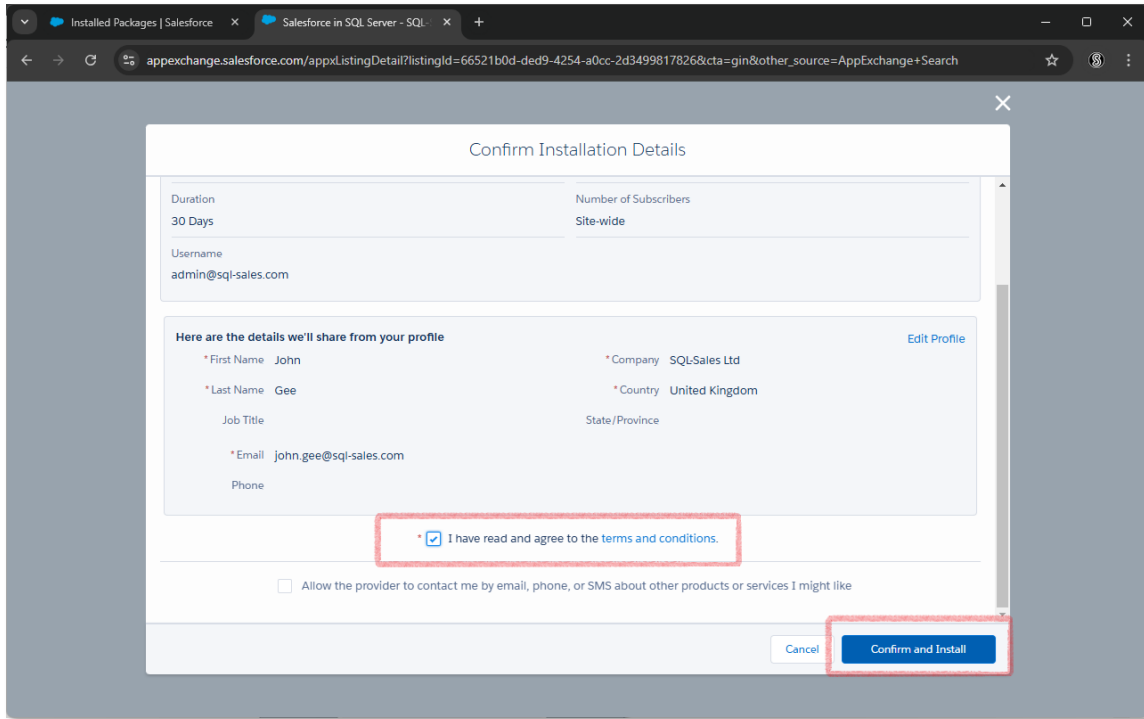 Installed Packages | Salesforce
Salesforce in SQL Server - SQL-
appexchange.salesforce.com/appxListingDetail?listingId=66521b0d-ded9-4254-a0cc-2d3499817826&cta=gin&other_source=AppExchange+Search
Confirm Installation Details
Duration Number of Subscribers
30 Days Site-wide
Username
admin@sql-sales.com
Here are the details we'll share from your profile Edit Profile
* First Name John * Company SQL-Sales Ltd
* Last Name Gee * Country United Kingdom
Job Title State/Province
* Email john.gee@sql-sales.com
Phone
* I have read and agree to the terms and conditions.
Allow the provider to contact me by email, phone, or SMS about other products or services I might like
Cancel Confirm and Install